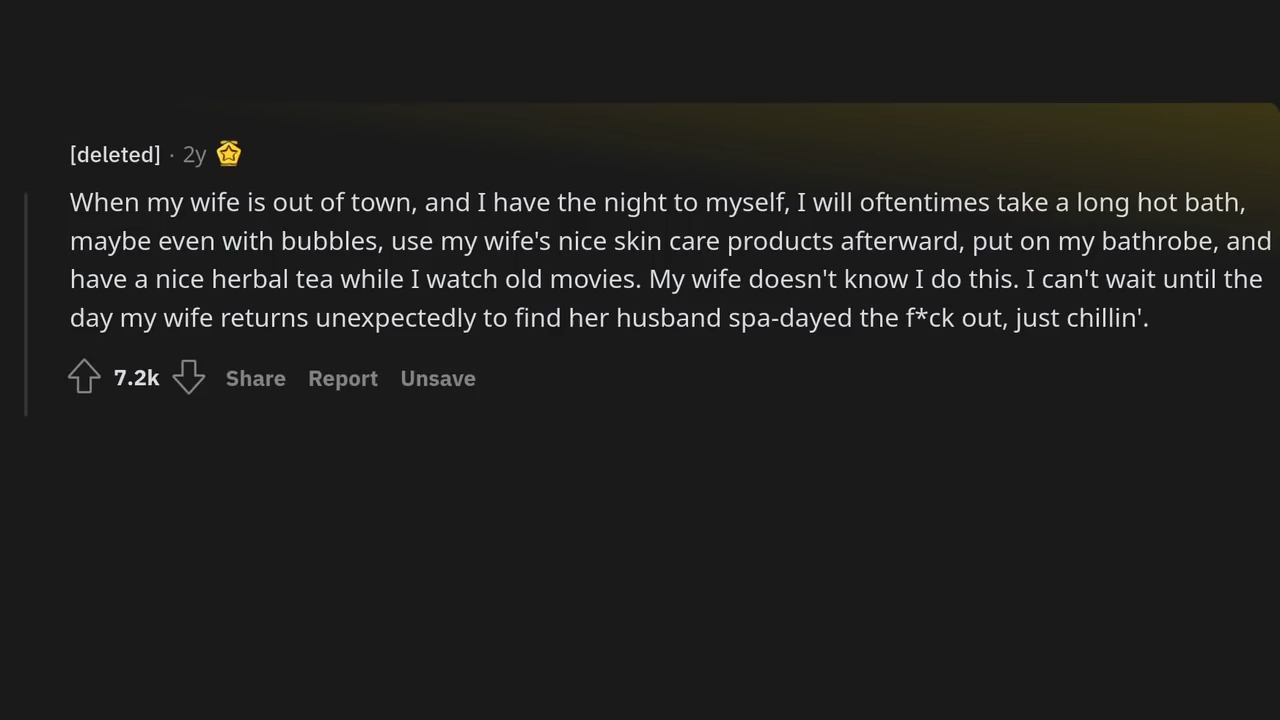 [deleted] · 2y
When my wife is out of town, and I have the night to myself, I will oftentimes take a long hot bath,
maybe even with bubbles, use my wife's nice skin care products afterward, put on my bathrobe, and
have a nice herbal tea while I watch old movies. My wife doesn't know I do this. I can't wait until the
day my wife returns unexpectedly to find her husband spa-dayed the f*ck out, just chillin'.
7.2k Share Report Unsave